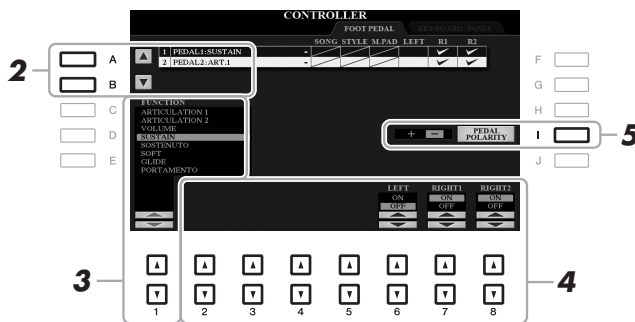 CONTROLLER
FOOT PEDAL KEYBOARD/PANEL
SONG STYLE M.PAD LEFT R1 R2
1 PEDAL1:SUSTAIN -
2 PEDAL2:ART.1 -
2
A
B
C
D
E
F
G
H
I
J
FUNCTION
ARTICULATION 1
ARTICULATION 2
VOLUME
SUSTAIN
SOSTENUTO
SOFT
GLIDE
PORTAMENTO
+ - PEDAL POLARITY
5
LEFT RIGHT1 RIGHT2
ON ON ON
OFF OFF OFF
3
4
1 2 3 4 5 6 7 8